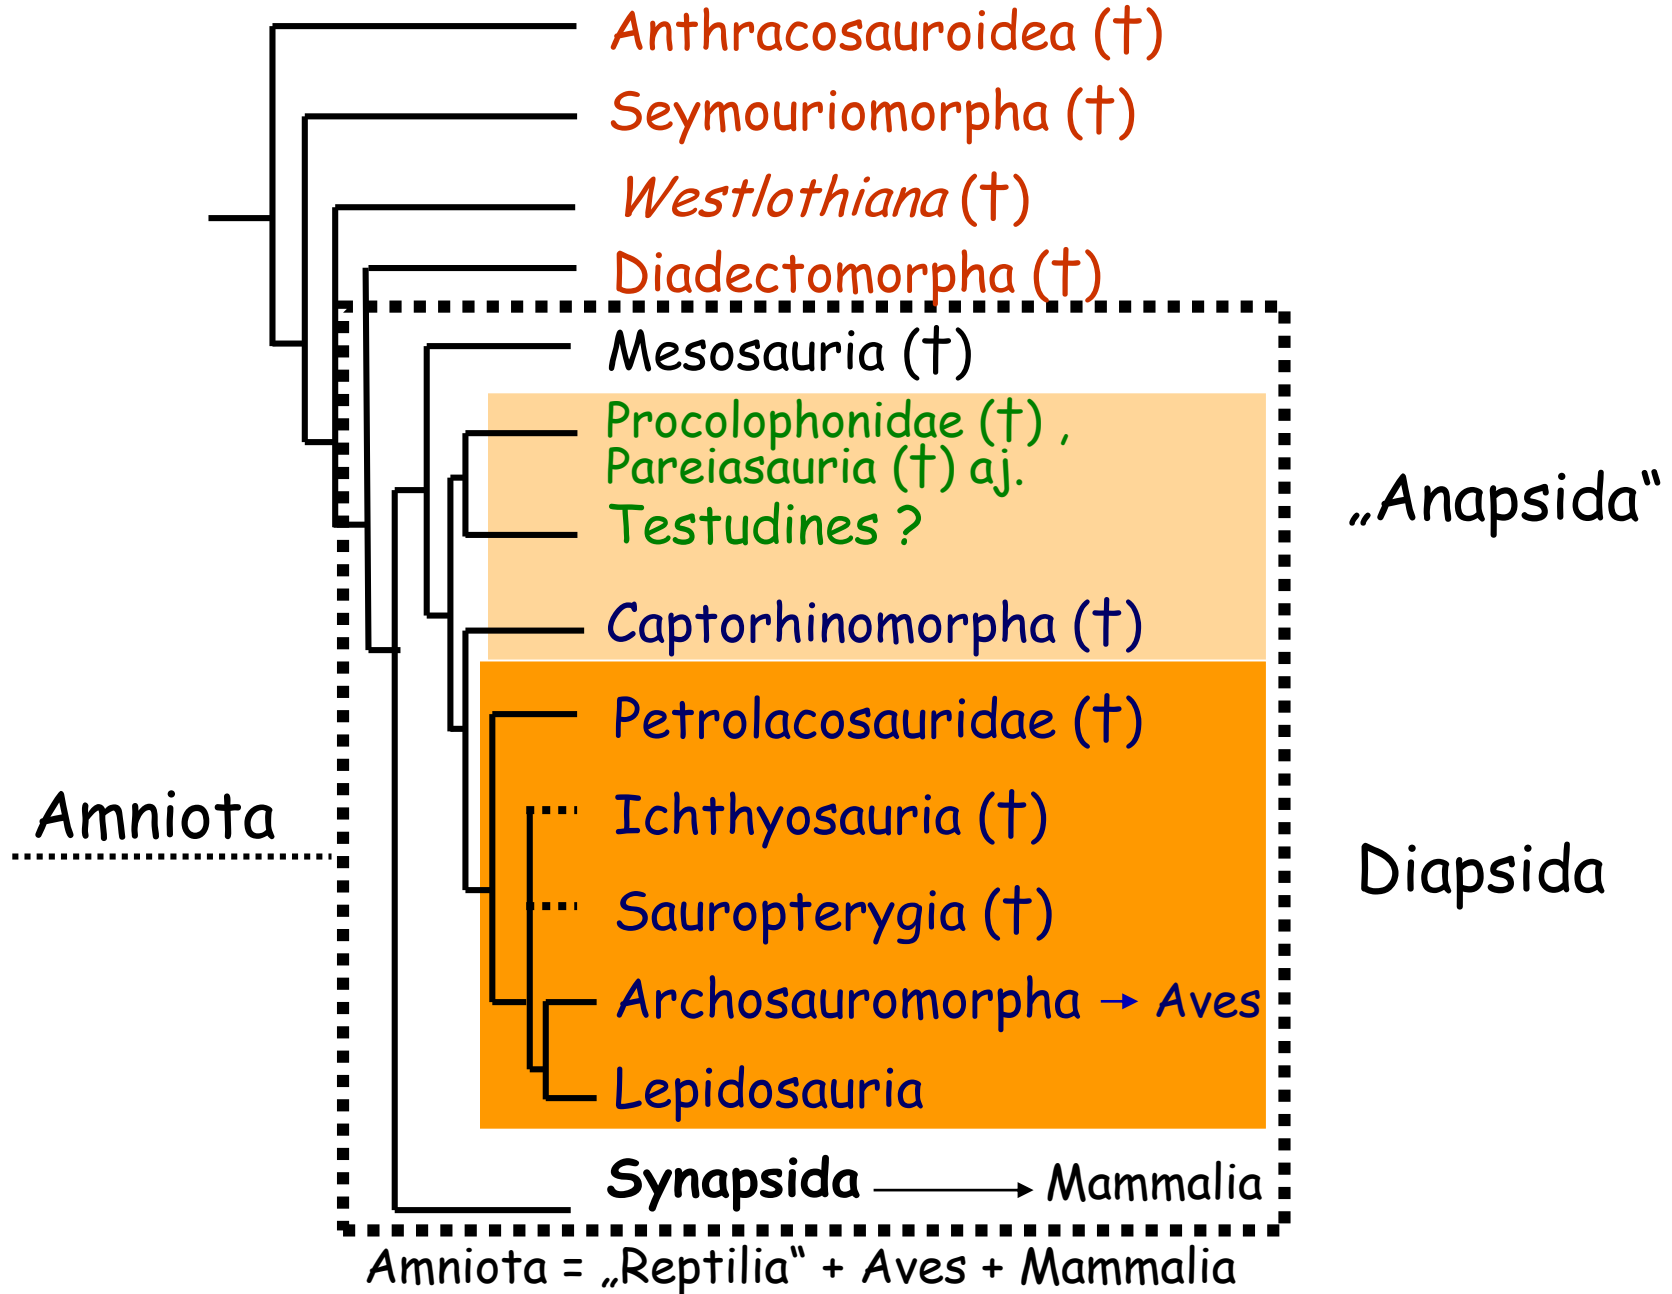 Anthracosauroidea (†)
Seymouriomorpha (†)
Westlothiana (†)
Diadectomorpha (†)
Mesosauria (†)
Procolophonidae (†) ,
Pareiasauria (†) aj.
Testudines ?
„Anapsida“
Captorhinomorpha (†)
Petrolacosauridae (†)
Amniota
Ichthyosauria (†)
Diapsida
Sauropterygia (†)
Archosauromorpha → Aves
Lepidosauria
Synapsida → Mammalia
Amniota = „Reptilia“ + Aves + Mammalia